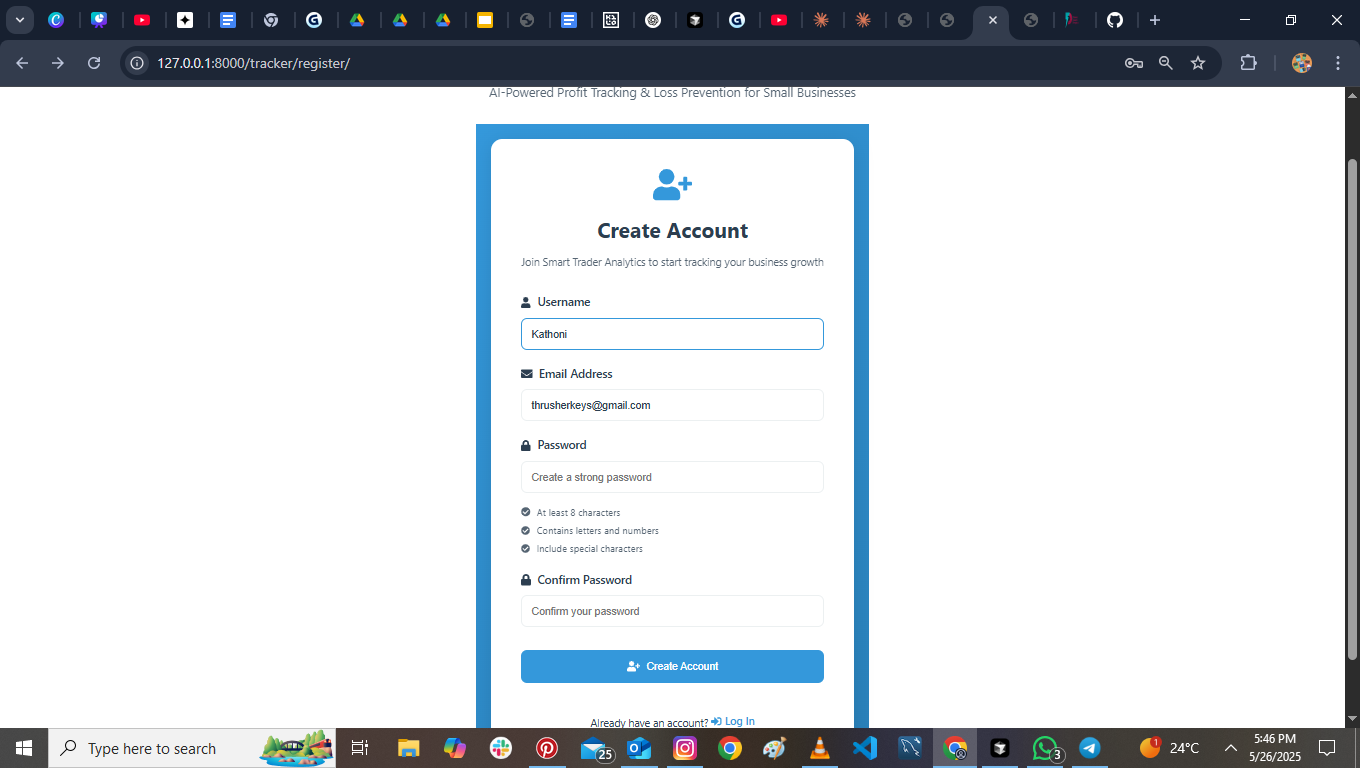 127.0.0.1:8000/tracker/register/
AI-Powered Profit Tracking & Loss Prevention for Small Businesses
Create Account
Join Smart Trader Analytics to start tracking your business growth
Username
Kathoni
Email Address
thrusherkeys@gmail.com
Password
Create a strong password
At least 8 characters
Contains letters and numbers
Include special characters
Confirm Password
Confirm your password
Create Account
Already have an account? Log In
Type here to search
25
3
1
24°C
5:46 PM
5/26/2025